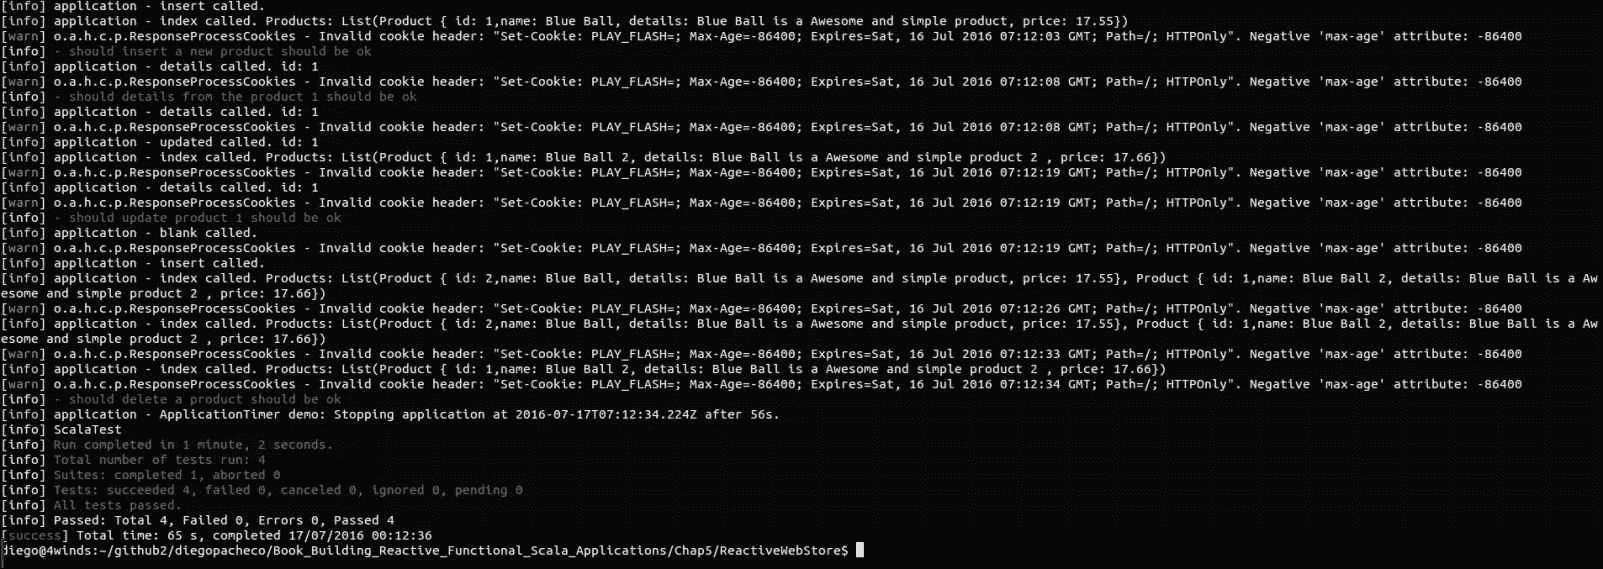 [info] application - insert called.
[info] application - index called. Products: List(Product { id: 1,name: Blue Ball, details: Blue Ball is a Awesome and simple product, price: 17.55})
[warn] o.a.h.c.p.ResponseProcessCookies - Invalid cookie header: "Set-Cookie: PLAY_FLASH=; Max-Age=-86400; Expires=Sat, 16 Jul 2016 07:12:03 GMT; Path=/; HTTPOnly". Negative 'max-age' attribute: -86400
[info] - should insert a new product should be ok
[info] application - details called. id: 1
[warn] o.a.h.c.p.ResponseProcessCookies - Invalid cookie header: "Set-Cookie: PLAY_FLASH=; Max-Age=-86400; Expires=Sat, 16 Jul 2016 07:12:08 GMT; Path=/; HTTPOnly". Negative 'max-age' attribute: -86400
[info] - should details from the product 1 should be ok
[info] application - details called. id: 1
[warn] o.a.h.c.p.ResponseProcessCookies - Invalid cookie header: "Set-Cookie: PLAY_FLASH=; Max-Age=-86400; Expires=Sat, 16 Jul 2016 07:12:08 GMT; Path=/; HTTPOnly". Negative 'max-age' attribute: -86400
[info] application - updated called. id: 1
[info] application - index called. Products: List(Product { id: 1,name: Blue Ball 2, details: Blue Ball is a Awesome and simple product 2 , price: 17.66})
[warn] o.a.h.c.p.ResponseProcessCookies - Invalid cookie header: "Set-Cookie: PLAY_FLASH=; Max-Age=-86400; Expires=Sat, 16 Jul 2016 07:12:19 GMT; Path=/; HTTPOnly". Negative 'max-age' attribute: -86400
[info] application - details called. id: 1
[warn] o.a.h.c.p.ResponseProcessCookies - Invalid cookie header: "Set-Cookie: PLAY_FLASH=; Max-Age=-86400; Expires=Sat, 16 Jul 2016 07:12:19 GMT; Path=/; HTTPOnly". Negative 'max-age' attribute: -86400
[info] - should update product 1 should be ok
[info] application - blank called.
[warn] o.a.h.c.p.ResponseProcessCookies - Invalid cookie header: "Set-Cookie: PLAY_FLASH=; Max-Age=-86400; Expires=Sat, 16 Jul 2016 07:12:19 GMT; Path=/; HTTPOnly". Negative 'max-age' attribute: -86400
[info] application - insert called.
[info] application - index called. Products: List(Product { id: 2,name: Blue Ball, details: Blue Ball is a Awesome and simple product, price: 17.55}, Product { id: 1,name: Blue Ball 2, details: Blue Ball is a Aw
esome and simple product 2 , price: 17.66})
[warn] o.a.h.c.p.ResponseProcessCookies - Invalid cookie header: "Set-Cookie: PLAY_FLASH=; Max-Age=-86400; Expires=Sat, 16 Jul 2016 07:12:26 GMT; Path=/; HTTPOnly". Negative 'max-age' attribute: -86400
[info] application - index called. Products: List(Product { id: 2,name: Blue Ball, details: Blue Ball is a Awesome and simple product, price: 17.55}, Product { id: 1,name: Blue Ball 2, details: Blue Ball is a Aw
esome and simple product 2 , price: 17.66})
[warn] o.a.h.c.p.ResponseProcessCookies - Invalid cookie header: "Set-Cookie: PLAY_FLASH=; Max-Age=-86400; Expires=Sat, 16 Jul 2016 07:12:33 GMT; Path=/; HTTPOnly". Negative 'max-age' attribute: -86400
[info] application - index called. Products: List(Product { id: 1,name: Blue Ball 2, details: Blue Ball is a Awesome and simple product 2 , price: 17.66})
[warn] o.a.h.c.p.ResponseProcessCookies - Invalid cookie header: "Set-Cookie: PLAY_FLASH=; Max-Age=-86400; Expires=Sat, 16 Jul 2016 07:12:34 GMT; Path=/; HTTPOnly". Negative 'max-age' attribute: -86400
[info] - should delete a product should be ok
[info] application - ApplicationTimer demo: Stopping application at 2016-07-17T07:12:34.224Z after 56s.
[info] ScalaTest
[info] Run completed in 1 minute, 2 seconds.
[info] Total number of tests run: 4
[info] Suites: completed 1, aborted 0
[info] Tests: succeeded 4, failed 0, canceled 0, ignored 0, pending 0
[info] All tests passed.
[info] Passed: Total 4, Failed 0, Errors 0, Passed 4
[success] Total time: 65 s, completed 17/07/2016 00:12:36
diego@4winds:~/github2/diegopacheco/Book_Building_Reactive_Functional_Scala_Applications/Chap5/ReactiveWebStore$